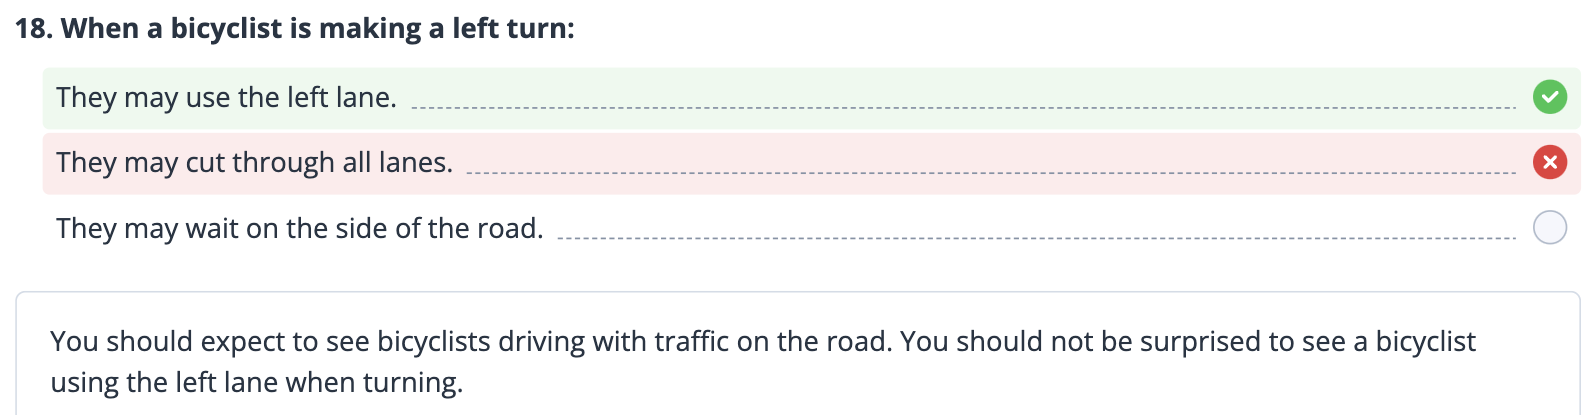 18. When a bicyclist is making a left turn:
They may use the left lane.
They may cut through all lanes.
They may wait on the side of the road.
You should expect to see bicyclists driving with traffic on the road. You should not be surprised to see a bicyclist
using the left lane when turning.